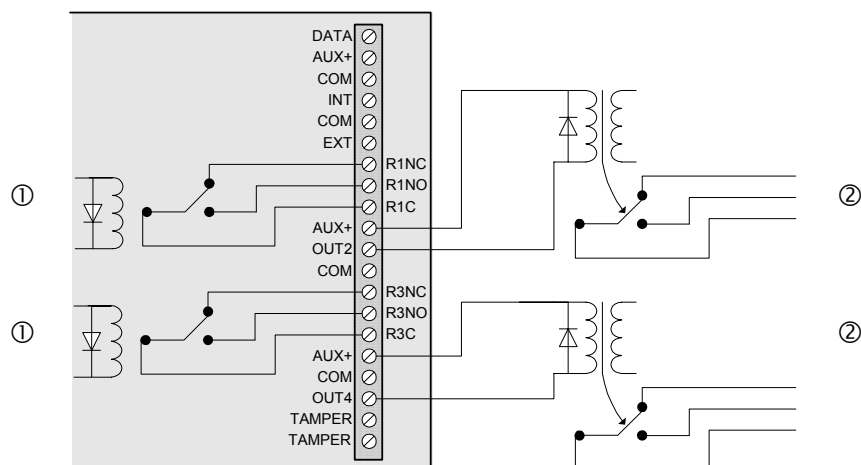 DATA
AUX+
COM
INT
COM
EXT
R1NC
R1NO
① R1C ②
AUX+
OUT2
COM
R3NC
R3NO
① R3C ②
AUX+
COM
OUT4
TAMPER
TAMPER